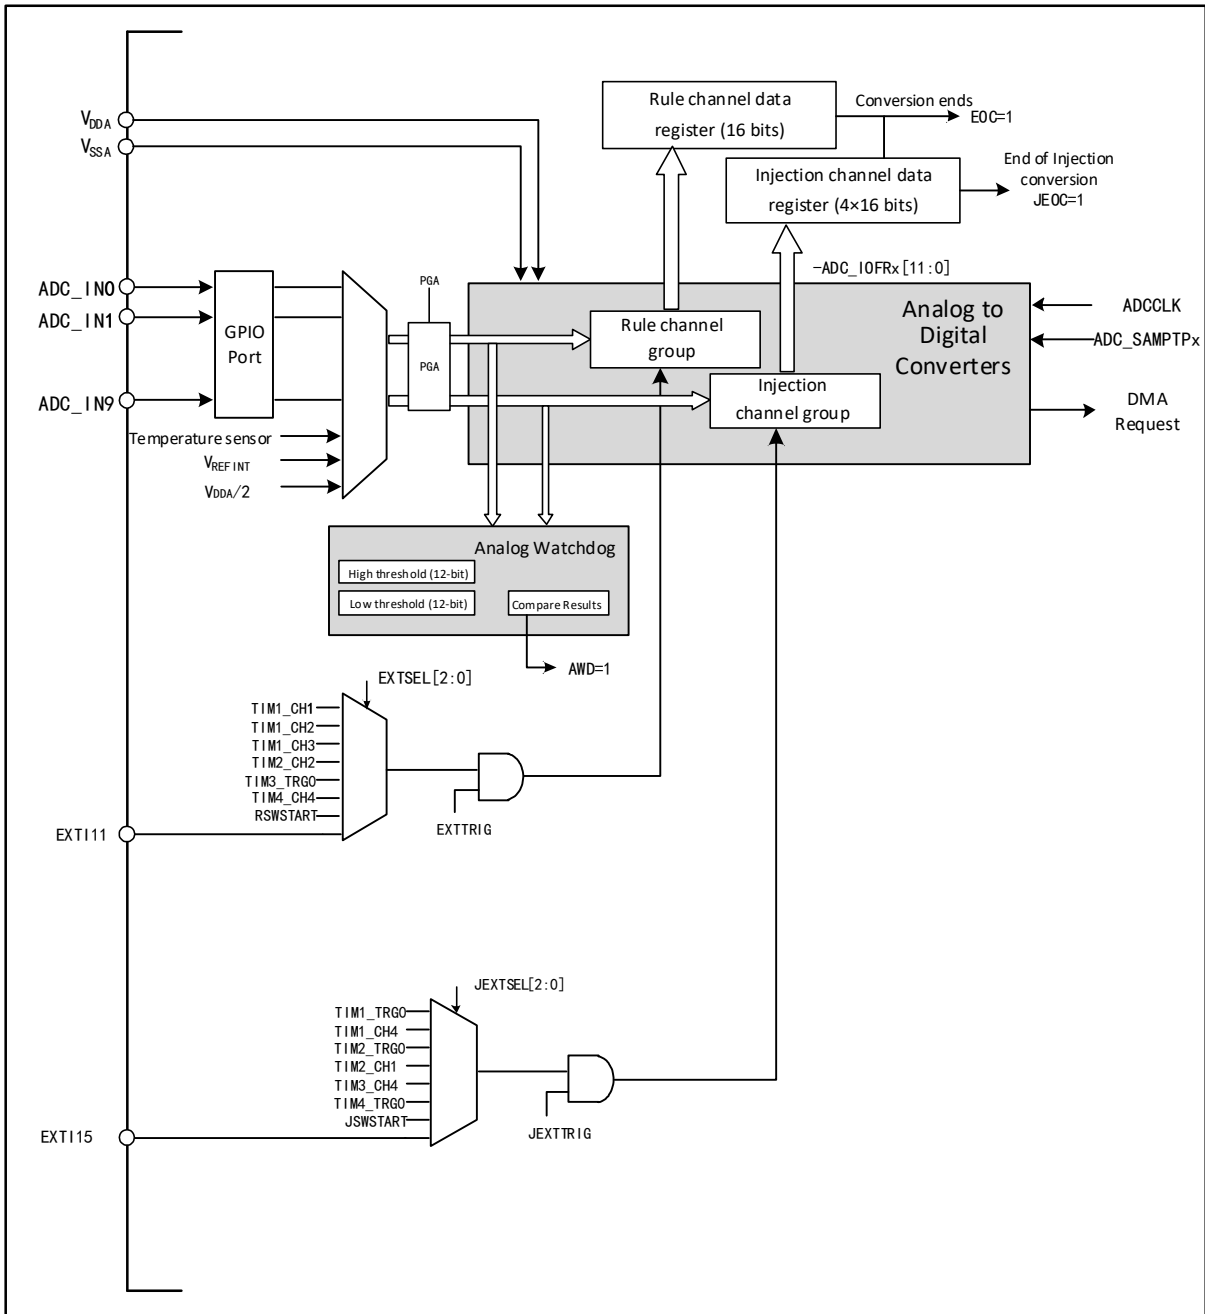 Rule channel data
register (16 bits)
Conversion ends
EOC=1
VDDA
VSSA
Injection channel data
register (4×16 bits)
End of Injection
conversion
JEOC=1
-ADC_IOFRx[11:0]
ADC_IN0
ADC_IN1
ADC_IN9
GPIO
Port
PGA
PGA
Rule channel
group
Injection
channel group
Analog to
Digital
Converters
ADCCLK
ADC_SAMPTPx
DMA
Request
Temperature sensor
VREFINT
VDDA/2
Analog Watchdog
High threshold (12-bit)
Low threshold (12-bit)
Compare Results
AWD=1
EXTSEL[2:0]
TIM1_CH1
TIM1_CH2
TIM1_CH3
TIM2_CH2
TIM3_TRGO
TIM4_CH4
RSWSTART
EXTI11
EXTTRIG
JEXTSEL[2:0]
TIM1_TRGO
TIM1_CH4
TIM2_TRGO
TIM2_CH1
TIM3_CH4
TIM4_TRGO
JSWSTART
EXTI15
JEXTTRIG